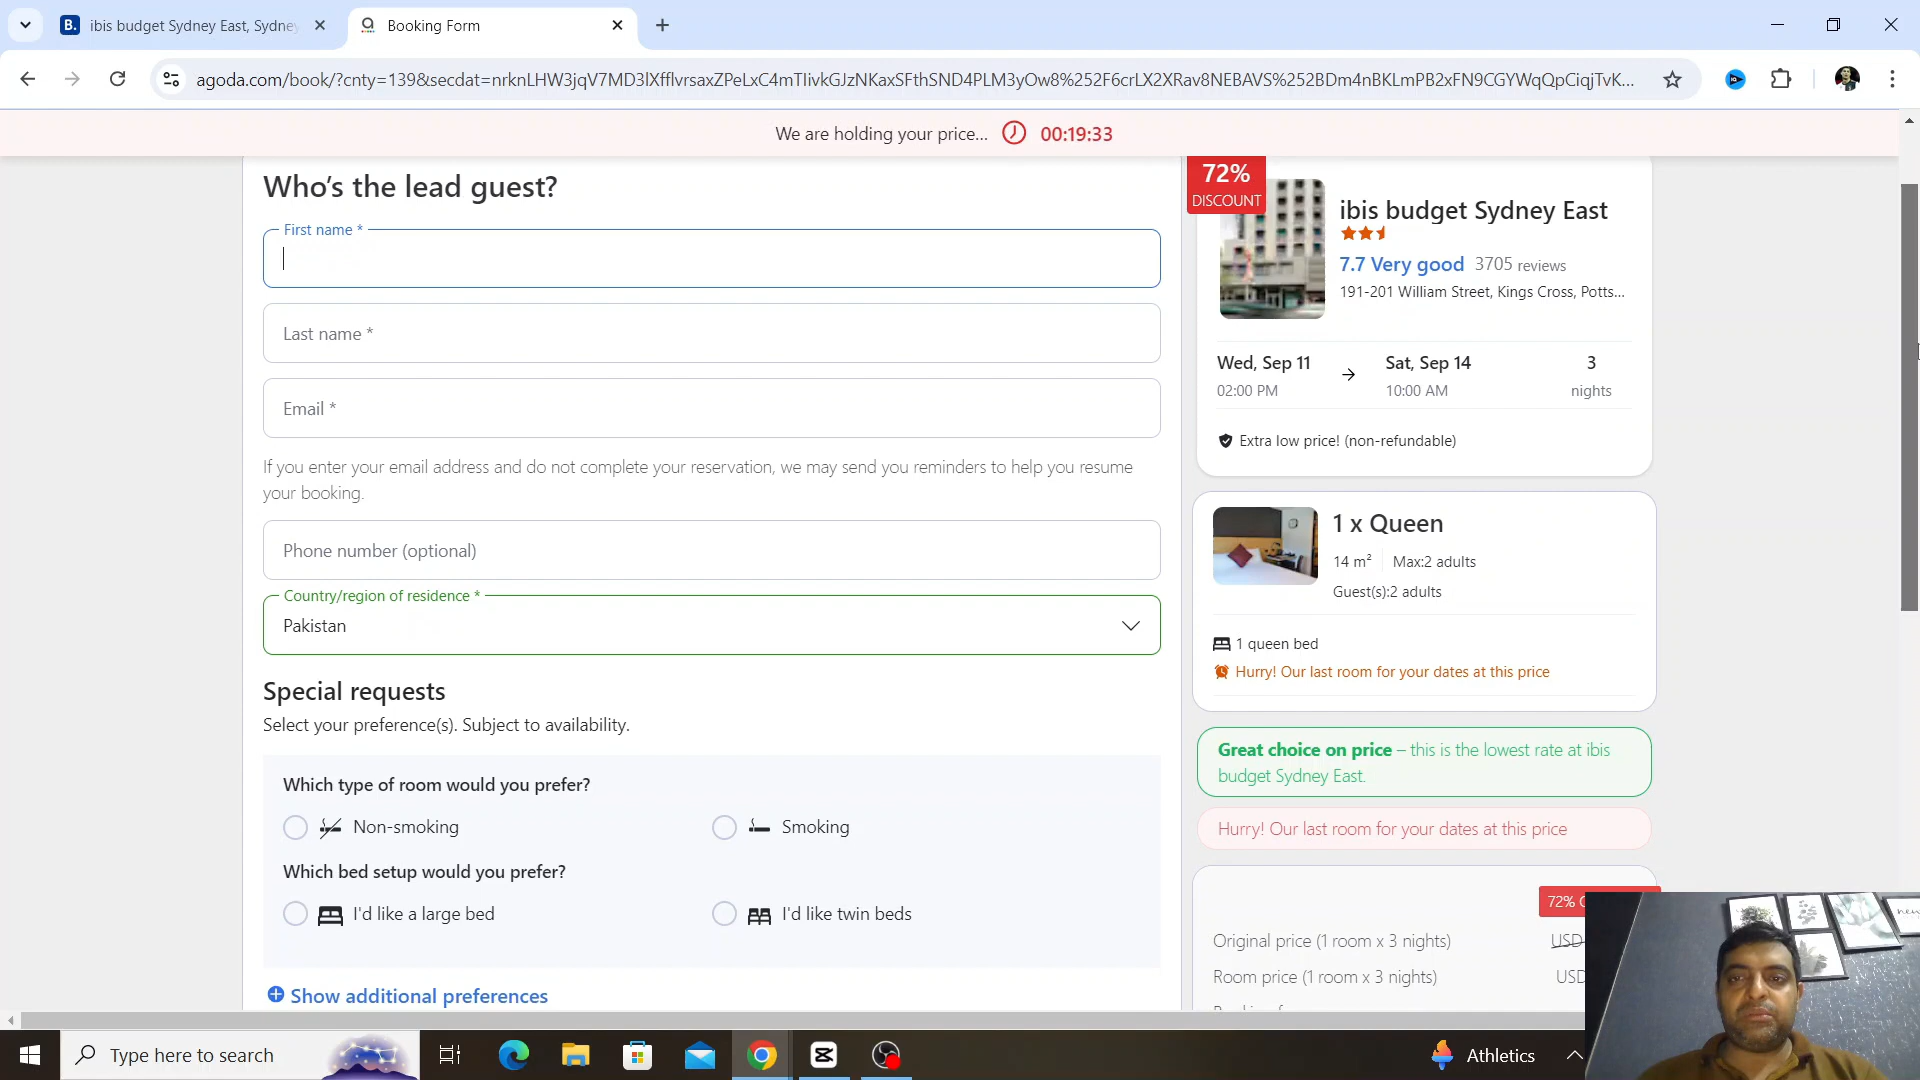 ibis budget Sydney East, Sydney
Booking Form
agoda.com/book/?cnty=139&secdat=nrknLHW3jqV7MD3lXfflvrsaxZPeLxC4mTIivkGJzNKaxSFthSND4PLM3yOw8%252F6crLX2XRav8NEBAVS%252BDm4nBKLmPB2xFN9CGYWqQpCiqjTvK...
We are holding your price... 00:19:33
Who's the lead guest?
First name *
Last name *
Email *
If you enter your email address and do not complete your reservation, we may send you reminders to help you resume
your booking.
Phone number (optional)
Country/region of residence *
Pakistan
Special requests
Select your preference(s). Subject to availability.
Which type of room would you prefer?
Non-smoking
Smoking
Which bed setup would you prefer?
I'd like a large bed
I'd like twin beds
Show additional preferences
72%
DISCOUNT
ibis budget Sydney East
7.7 Very good 3705 reviews
191-201 William Street, Kings Cross, Potts...
Wed, Sep 11
02:00 PM
Sat, Sep 14
10:00 AM
3
nights
Extra low price! (non-refundable)
1 x Queen
14 m² Max:2 adults
Guest(s):2 adults
1 queen bed
Hurry! Our last room for your dates at this price
Great choice on price – this is the lowest rate at ibis
budget Sydney East.
Hurry! Our last room for your dates at this price
72%
Original price (1 room x 3 nights) USD
Room price (1 room x 3 nights) USD
Type here to search
Athletics